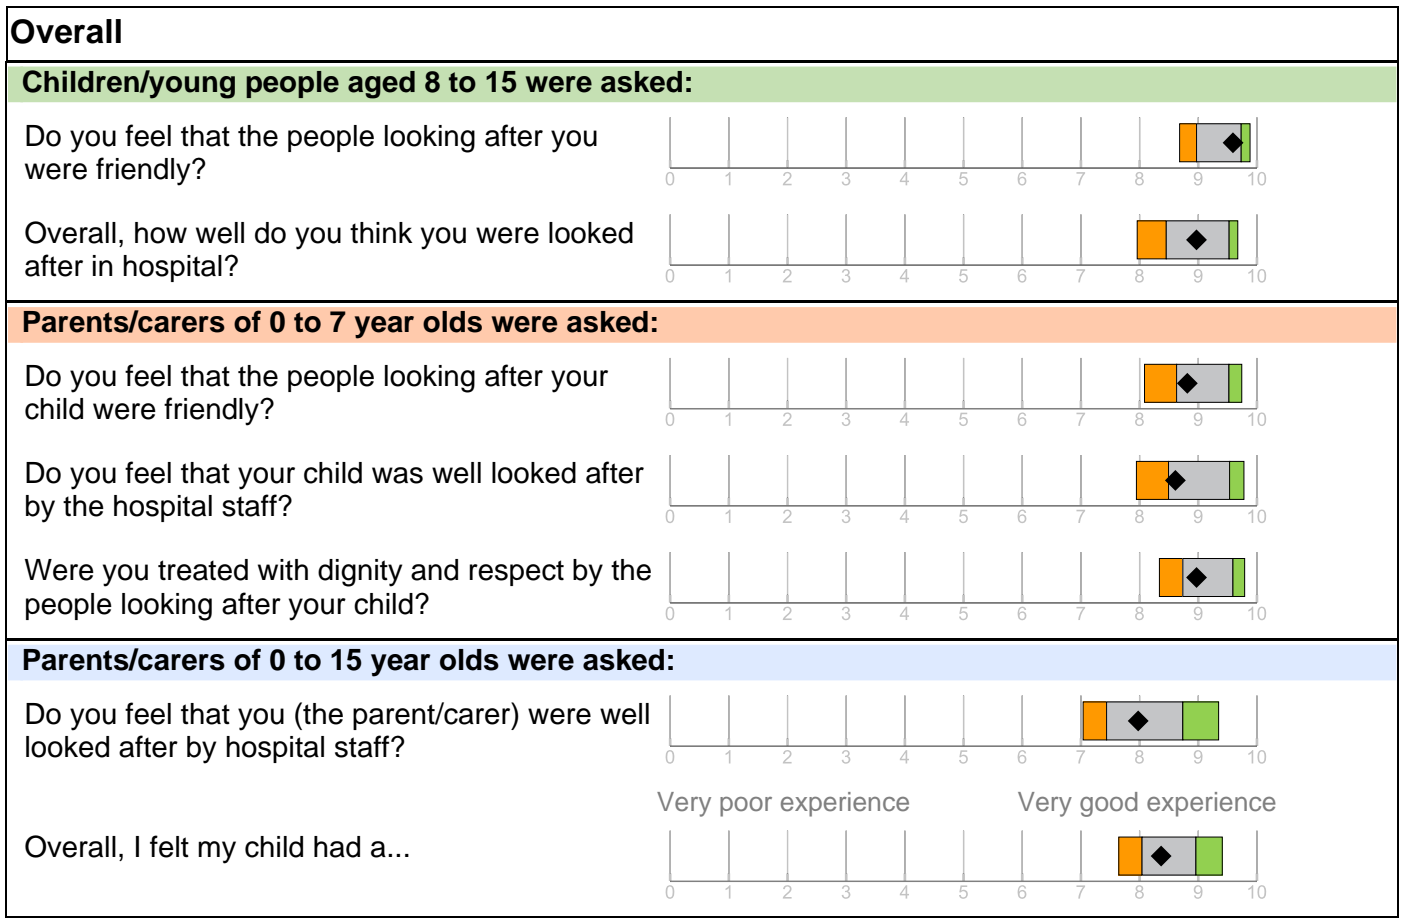 Overall
Children/young people aged 8 to 15 were asked:
Do you feel that the people looking after you
were friendly?
0 1 2 3 4 5 6 7 8 9 10
Overall, how well do you think you were looked
after in hospital?
0 1 2 3 4 5 6 7 8 9 10
Parents/carers of 0 to 7 year olds were asked:
Do you feel that the people looking after your
child were friendly?
0 1 2 3 4 5 6 7 8 9 10
Do you feel that your child was well looked after
by the hospital staff?
0 1 2 3 4 5 6 7 8 9 10
Were you treated with dignity and respect by the
people looking after your child?
0 1 2 3 4 5 6 7 8 9 10
Parents/carers of 0 to 15 year olds were asked:
Do you feel that you (the parent/carer) were well
looked after by hospital staff?
0 1 2 3 4 5 6 7 8 9 10
Very poor experience Very good experience
Overall, I felt my child had a...
0 1 2 3 4 5 6 7 8 9 10